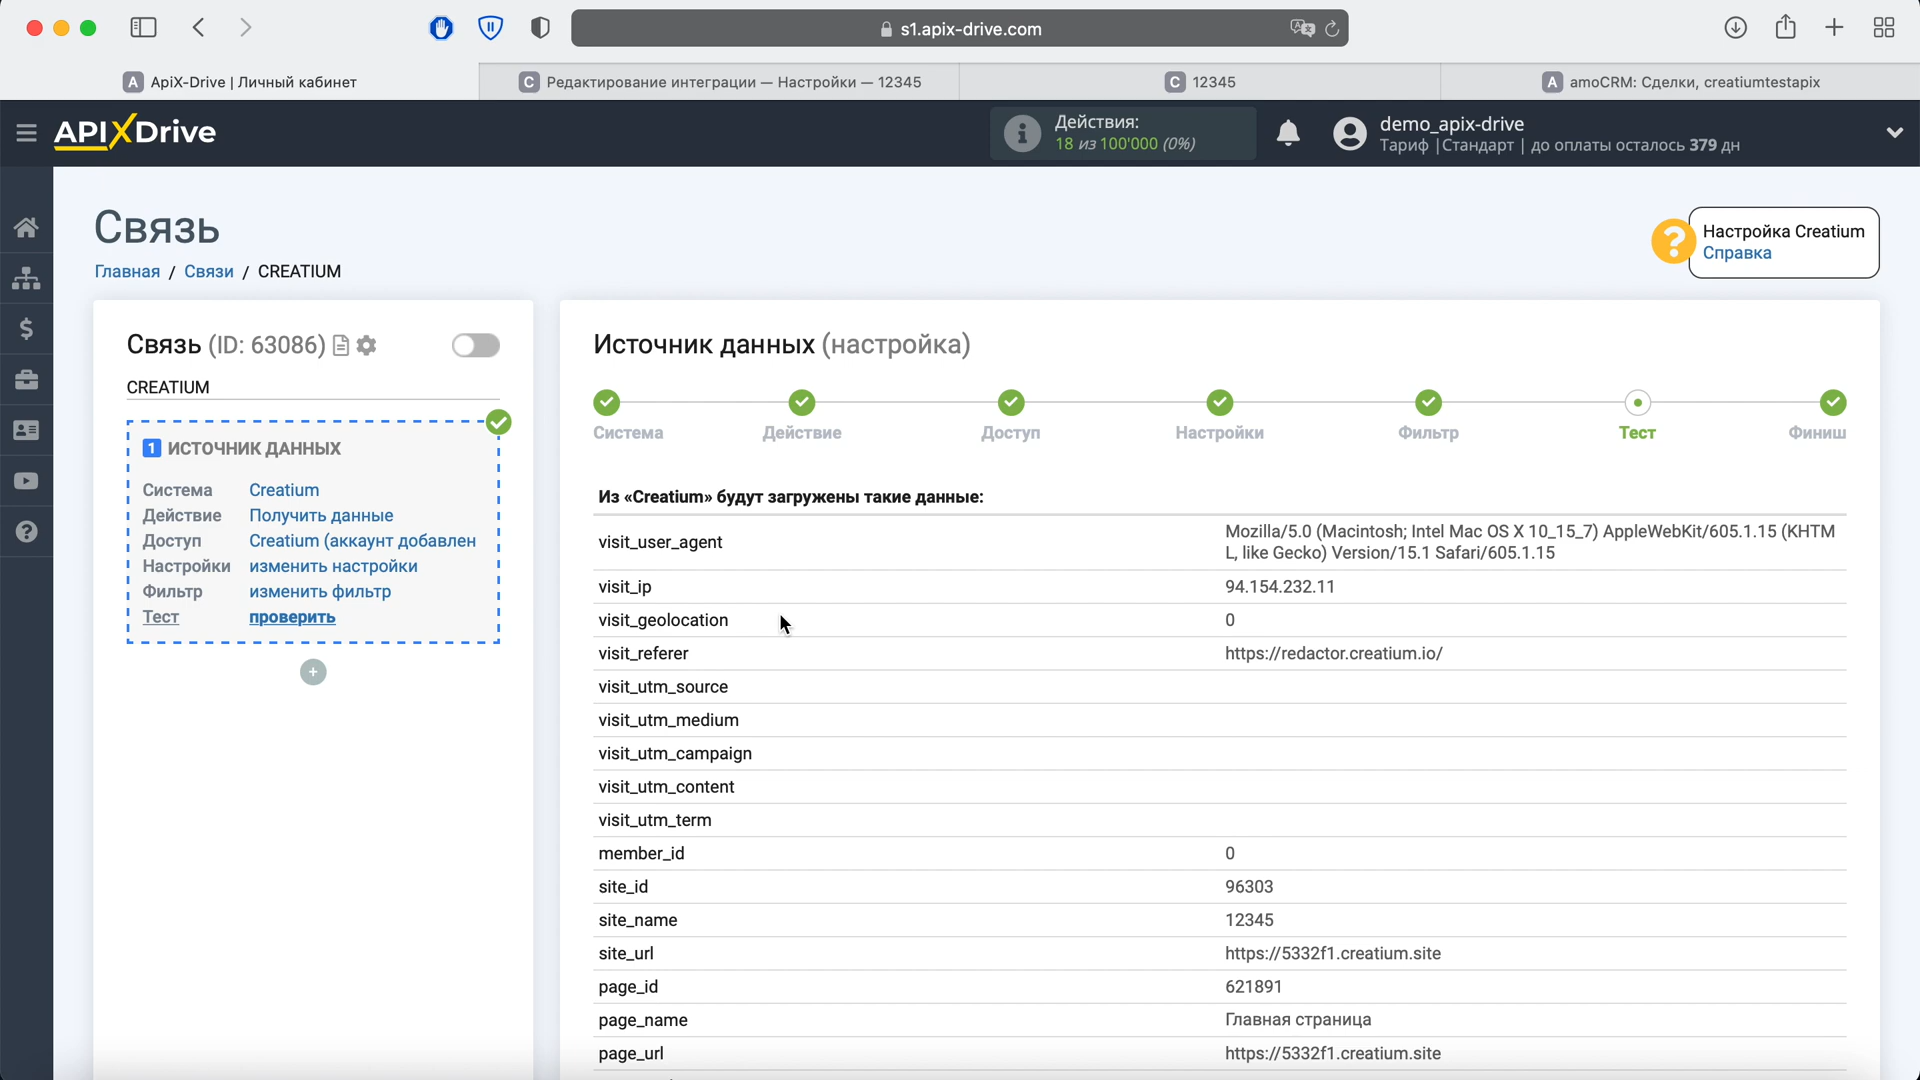 s1.apix-drive.com
A ApiX-Drive | Личный кабинет
C Редактирование интеграции — Настройки — 12345
C 12345
A amoCRM: Сделки, creatiumtestapix
APIXDrive
Действия:
18 из 100'000 (0%)
demo_apix-drive
Тариф |Стандарт | до оплаты осталось 379 дн
Связь
Главная / Связи / CREATIUM
Настройка Creatium
Справка
Связь (ID: 63086)
CREATIUM
1 ИСТОЧНИК ДАННЫХ
Система Creatium
Действие Получить данные
Доступ Creatium (аккаунт добавлен
Настройки изменить настройки
Фильтр изменить фильтр
Тест проверить
Источник данных (настройка)
Система Действие Доступ Настройки Фильтр Тест Финиш
Из «Creatium» будут загружены такие данные:
visit_user_agent Mozilla/5.0 (Macintosh; Intel Mac OS X 10_15_7) AppleWebKit/605.1.15 (KHTM
L, like Gecko) Version/15.1 Safari/605.1.15
visit_ip 94.154.232.11
visit_geolocation 0
visit_referer https://redactor.creatium.io/
visit_utm_source
visit_utm_medium
visit_utm_campaign
visit_utm_content
visit_utm_term
member_id 0
site_id 96303
site_name 12345
site_url https://5332f1.creatium.site
page_id 621891
page_name Главная страница
page_url https://5332f1.creatium.site